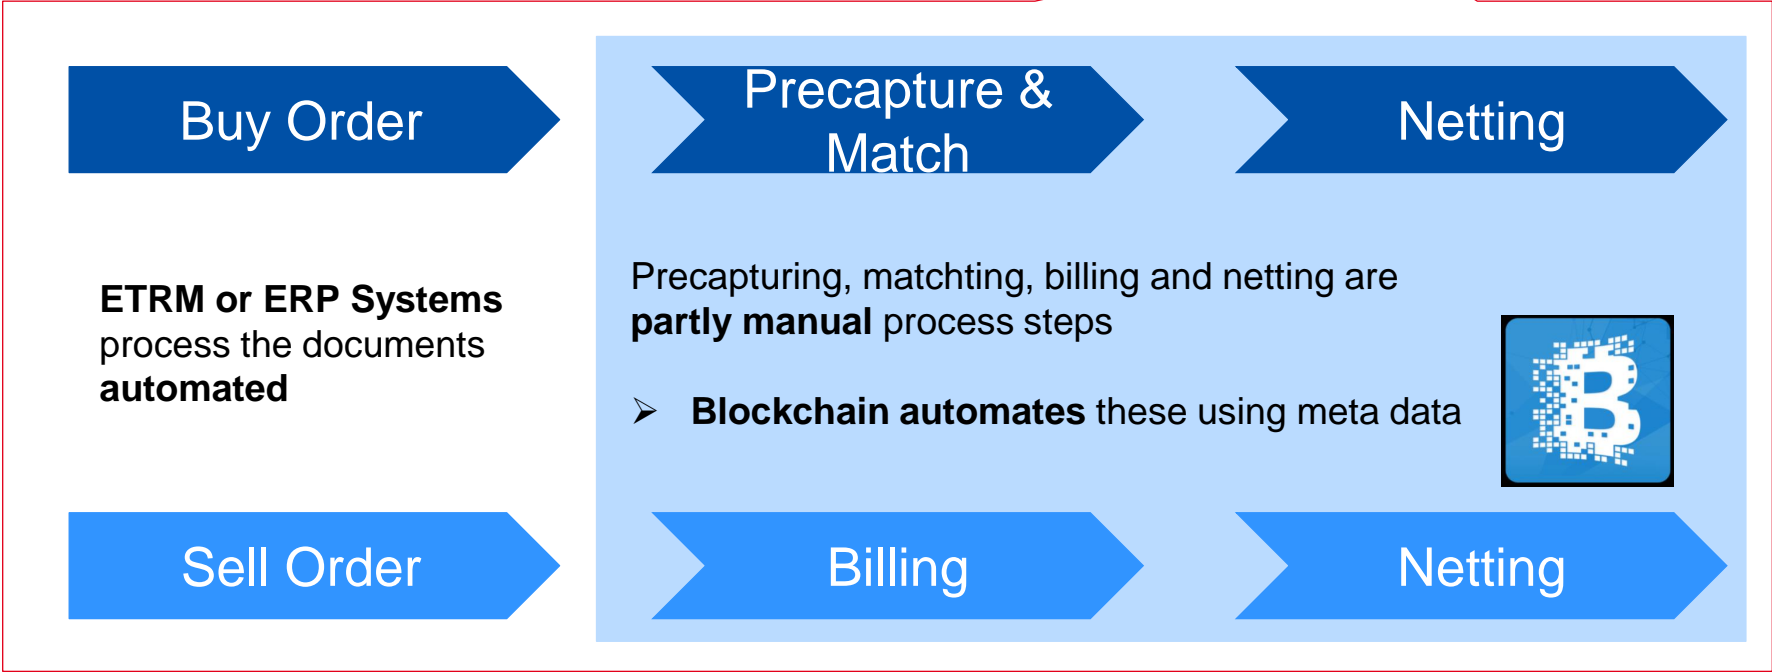 Buy Order
Precapture &
Match
Netting
ETRM or ERP Systems
process the documents
automated
Precapturing, matchting, billing and netting are
partly manual process steps
➢ Blockchain automates these using meta data
B
Sell Order
Billing
Netting